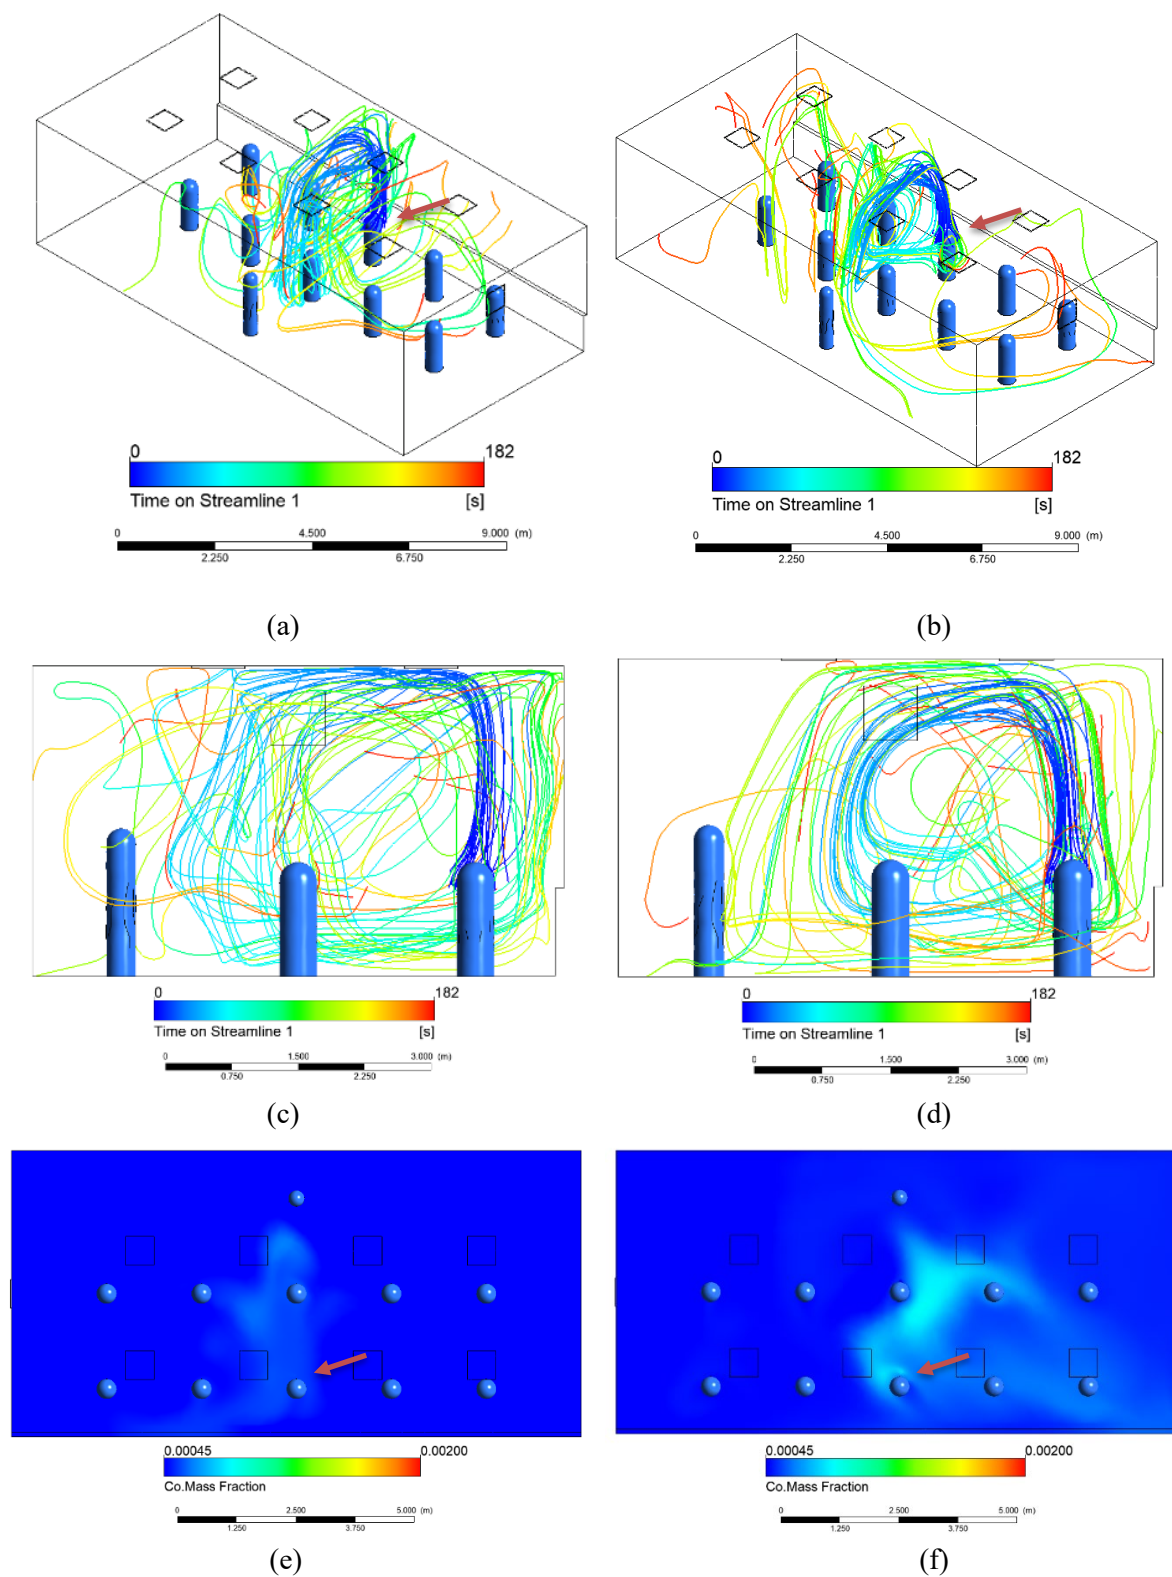 0 182
Time on Streamline 1 [s]
0 4.500 9.000 (m)
2.250 6.750
(a)
0 182
Time on Streamline 1 [s]
0 4.500 9.000 (m)
2.250 6.750
(b)
0 182
Time on Streamline 1 [s]
0 1.500 3.000 (m)
0.750 2.250
(c)
0 182
Time on Streamline 1 [s]
0 1.500 3.000 (m)
0.750 2.250
(d)
0.00045 0.00200
Co.Mass Fraction
0 2.500 5.000 (m)
1.250 3.750
(e)
0.00045 0.00200
Co.Mass Fraction
0 2.500 5.000 (m)
1.250 3.750
(f)